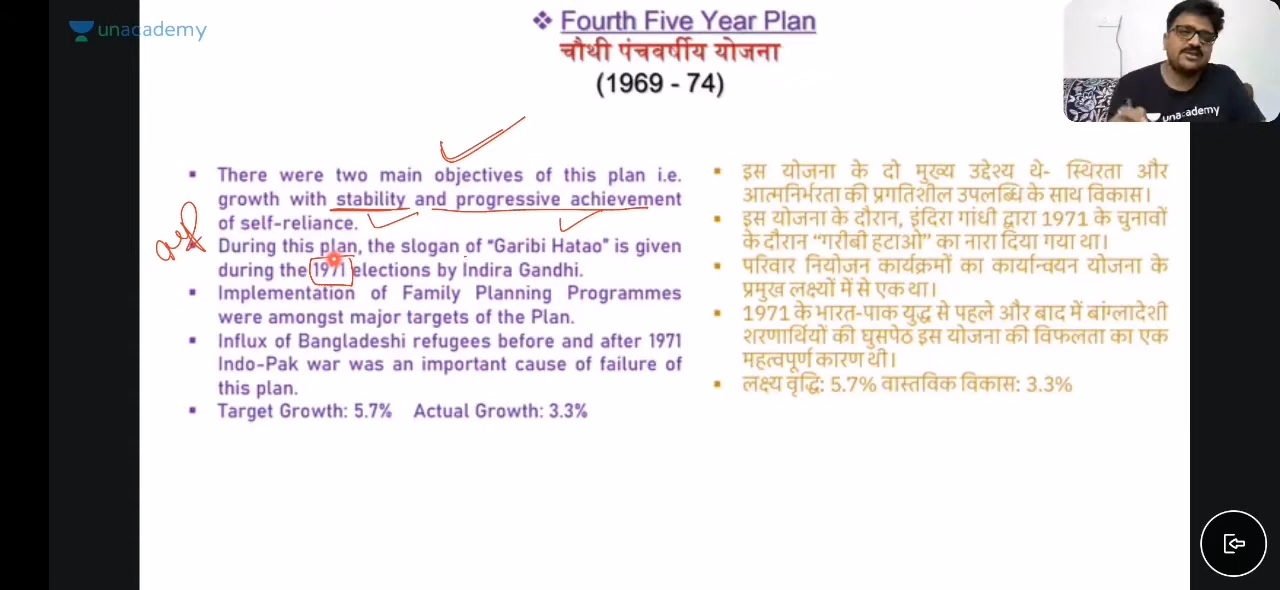 unacademy
❖ Fourth Five Year Plan
चौथी पंचवर्षीय योजना
(1969 - 74)
unacademy
▪ There were two main objectives of this plan i.e.
growth with stability and progressive achievement
of self-reliance.
▪ During this plan, the slogan of “Garibi Hatao” is given
during the 1971 elections by Indira Gandhi.
▪ Implementation of Family Planning Programmes
were amongst major targets of the Plan.
▪ Influx of Bangladeshi refugees before and after 1971
Indo-Pak war was an important cause of failure of
this plan.
▪ Target Growth: 5.7% Actual Growth: 3.3%
▪ इस योजना के दो मुख्य उद्देश्य थे- स्थिरता और
आत्मनिर्भरता की प्रगतिशील उपलब्धि के साथ विकास।
▪ इस योजना के दौरान, इंदिरा गांधी द्वारा 1971 के चुनावों
के दौरान “गरीबी हटाओ” का नारा दिया गया था।
▪ परिवार नियोजन कार्यक्रमों का कार्यान्वयन योजना के
प्रमुख लक्ष्यों में से एक था।
▪ 1971 के भारत-पाक युद्ध से पहले और बाद में बांग्लादेशी
शरणार्थियों की घुसपेठ इस योजना की विफलता का एक
महत्वपूर्ण कारण थी।
▪ लक्ष्य वृद्धि: 5.7% वास्तविक विकास: 3.3%